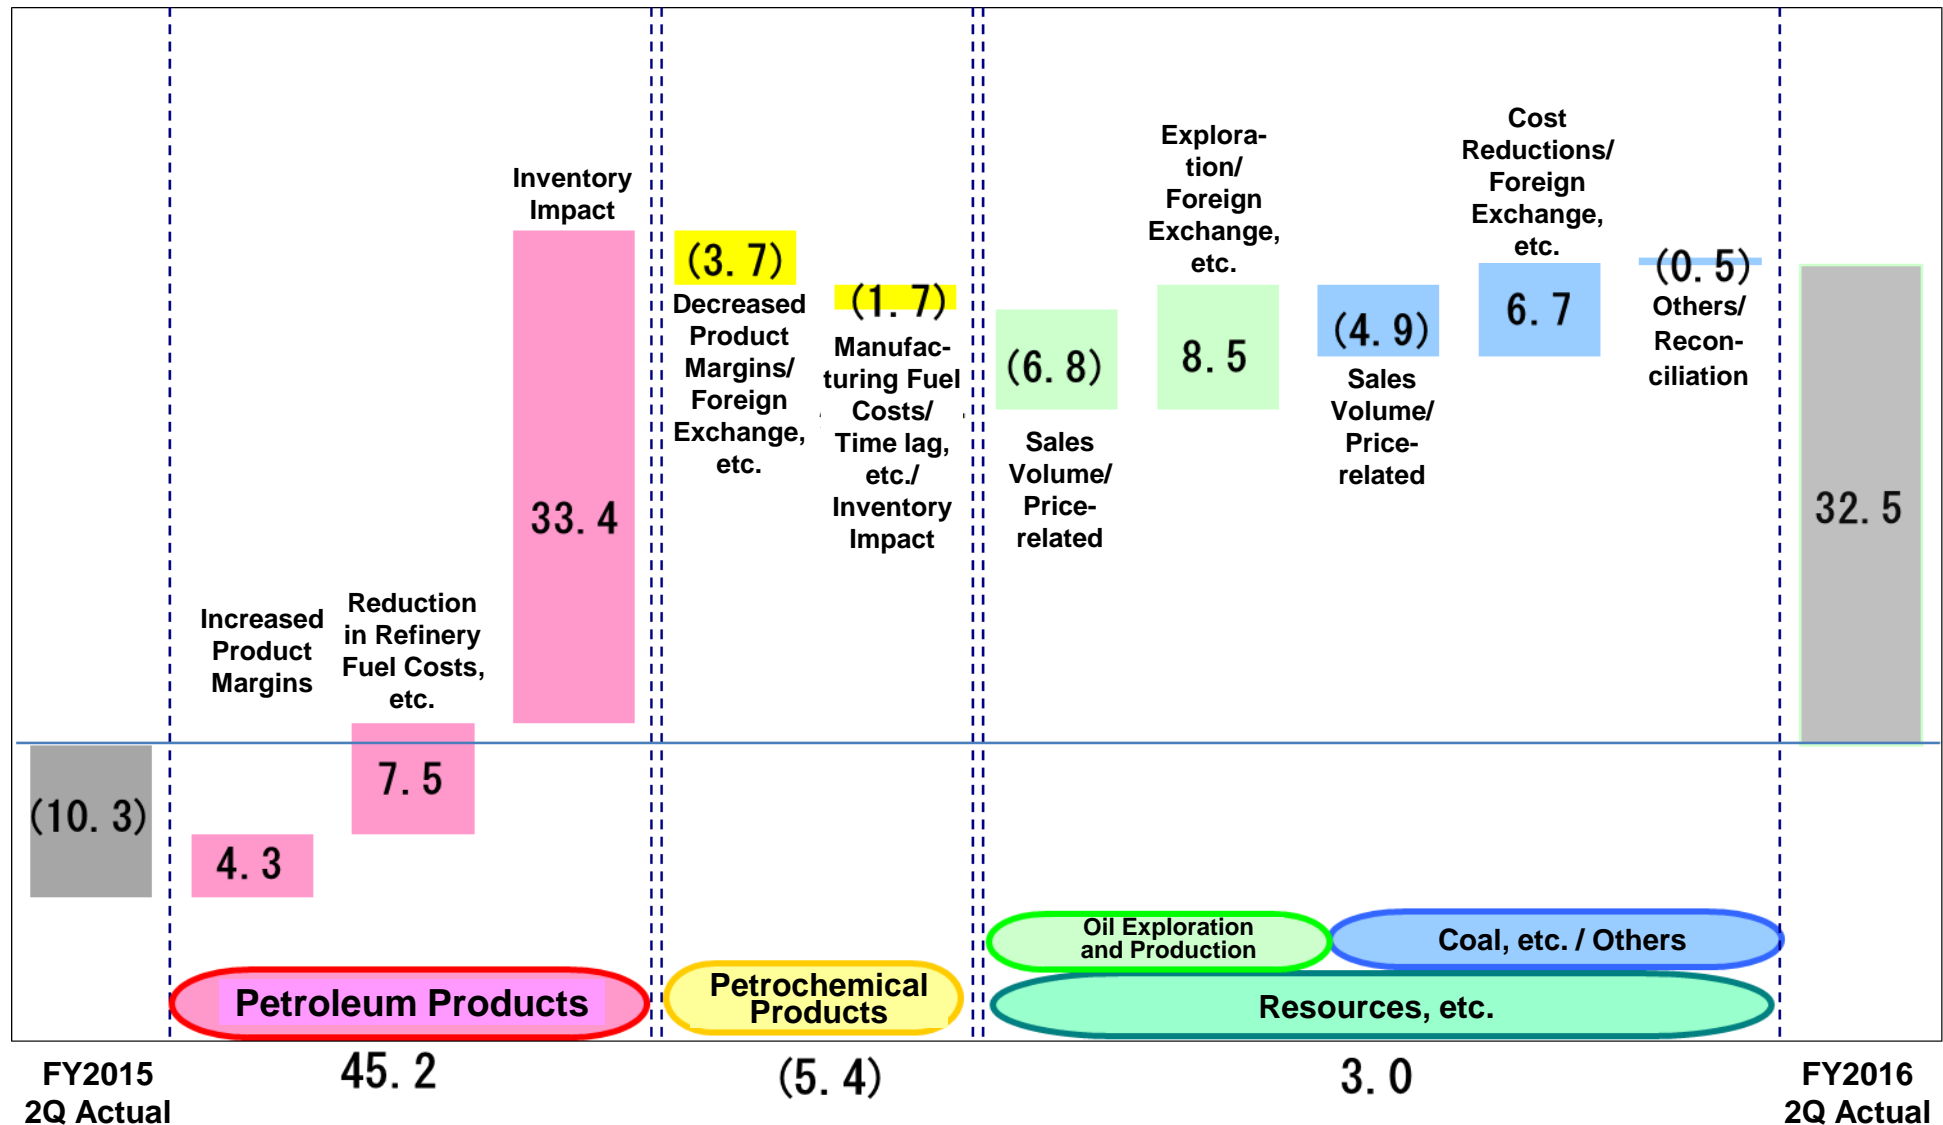 Inventory
Impact
33.4
Increased
Product
Margins
4.3
Reduction
in Refinery
Fuel Costs,
etc.
7.5
(10.3)
(3.7)
Decreased
Product
Margins/
Foreign
Exchange,
etc.
(1.7)
Manufac-
turing Fuel
Costs/
Time lag,
etc./
Inventory
Impact
(6.8)
Sales
Volume/
Price-
related
Explora-
tion/
Foreign
Exchange,
etc.
8.5
(4.9)
Sales
Volume/
Price-
related
Cost
Reductions/
Foreign
Exchange,
etc.
6.7
(0.5)
Others/
Recon-
ciliation
32.5
Oil Exploration
and Production
Coal, etc. / Others
Petroleum Products
Petrochemical
Products
Resources, etc.
FY2015
2Q Actual
45.2
(5.4)
3.0
FY2016
2Q Actual